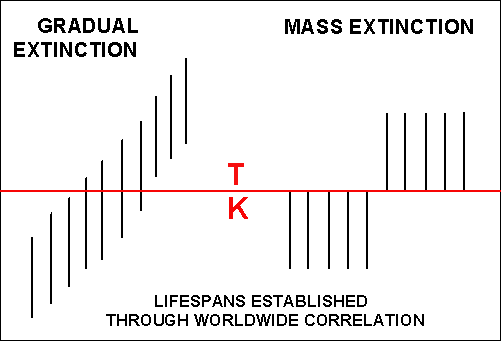 GRADUAL
EXTINCTION
MASS EXTINCTION
T
K
LIFESPANS ESTABLISHED
THROUGH WORLDWIDE CORRELATION